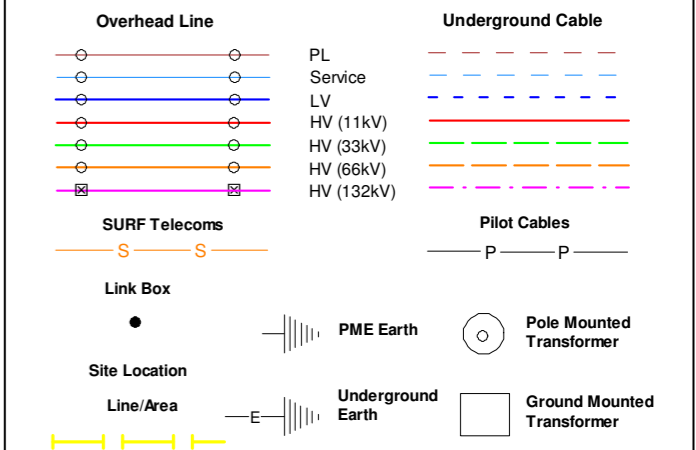 Overhead Line
Underground Cable
PL
Service
LV
HV (11kV)
HV (33kV)
HV (66kV)
HV (132kV)
SURF Telecoms
Pilot Cables
S S
P P
Link Box
PME Earth
Pole Mounted
Transformer
Site Location
Line/Area
E
Underground
Earth
Ground Mounted
Transformer